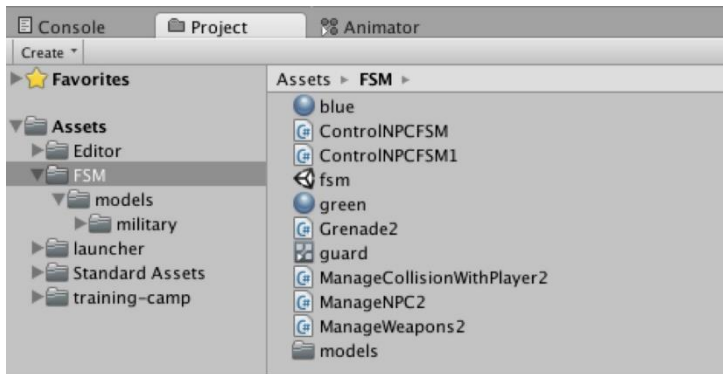 Console Project Animator
Create
Favorites
Assets
Editor
FSM
models
military
launcher
Standard Assets
training-camp
Assets FSM
blue
ControlNPCFSM
ControlNPCFSM1
fsm
green
Grenade2
guard
ManageCollisionWithPlayer2
ManageNPC2
ManageWeapons2
models